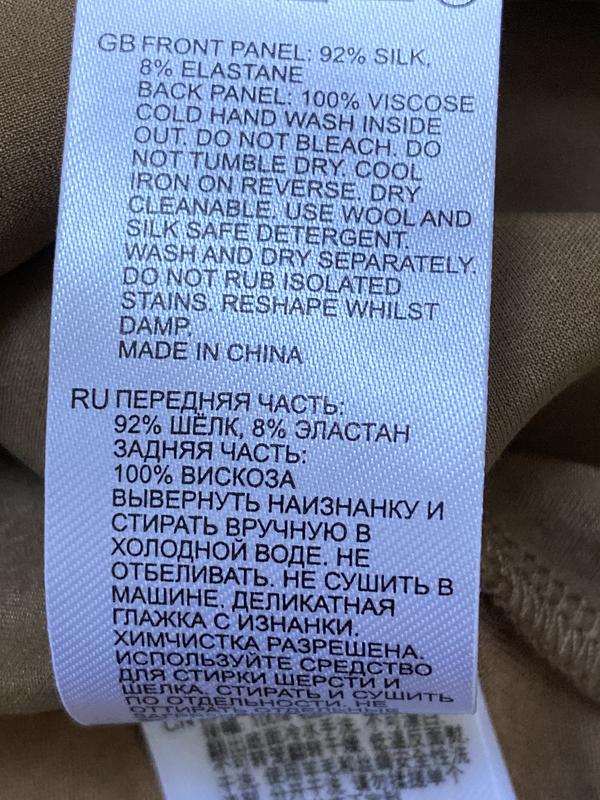 GB FRONT PANEL: 92% SILK,
8% ELASTANE
BACK PANEL: 100% VISCOSE
COLD HAND WASH INSIDE
OUT. DO NOT BLEACH. DO
NOT TUMBLE DRY. COOL
IRON ON REVERSE. DRY
CLEANABLE. USE WOOL AND
SILK SAFE DETERGENT.
WASH AND DRY SEPARATELY.
DO NOT RUB ISOLATED
STAINS. RESHAPE WHILST
DAMP.
MADE IN CHINA
RU ПЕРЕДНЯЯ ЧАСТЬ:
92% ШЁЛК, 8% ЭЛАСТАН
ЗАДНЯЯ ЧАСТЬ:
100% ВИСКОЗА
ВЫВЕРНУТЬ НАИЗНАНКУ И
СТИРАТЬ ВРУЧНУЮ В
ХОЛОДНОЙ ВОДЕ. НЕ
ОТБЕЛИВАТЬ. НЕ СУШИТЬ В
МАШИНЕ. ДЕЛИКАТНАЯ
ГЛАЖКА С ИЗНАНКИ.
ХИМЧИСТКА РАЗРЕШЕНА.
ИСПОЛЬЗУЙТЕ СРЕДСТВО
ДЛЯ СТИРКИ ШЕРСТИ И
ШЕЛКА. СТИРАТЬ И СУШИТЬ
ПО ОТДЕЛЬНОСТИ. НЕ